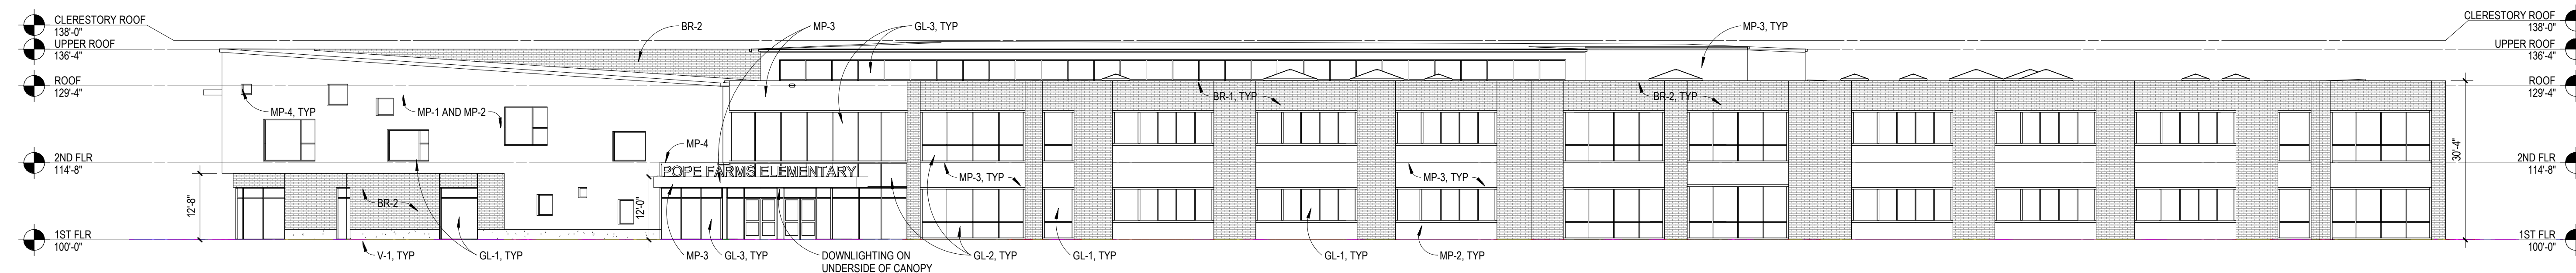 CLERESTORY ROOF
138'-0"
UPPER ROOF
136'-4"
ROOF
129'-4"
2ND FLR
114'-8"
1ST FLR
100'-0"
BR-2
MP-3
GL-3, TYP
MP-3, TYP
MP-4, TYP
MP-1 AND MP-2
BR-1, TYP
BR-2, TYP
MP-4
POPE FARMS ELEMENTARY
MP-3, TYP
MP-3, TYP
12'-8"
BR-2
12'-0"
30'-4"
V-1, TYP
GL-1, TYP
MP-3
GL-3, TYP
DOWNLIGHTING ON
UNDERSIDE OF CANOPY
GL-2, TYP
GL-1, TYP
GL-1, TYP
MP-2, TYP
CLERESTORY ROOF
138'-0"
UPPER ROOF
136'-4"
ROOF
129'-4"
2ND FLR
114'-8"
1ST FLR
100'-0"